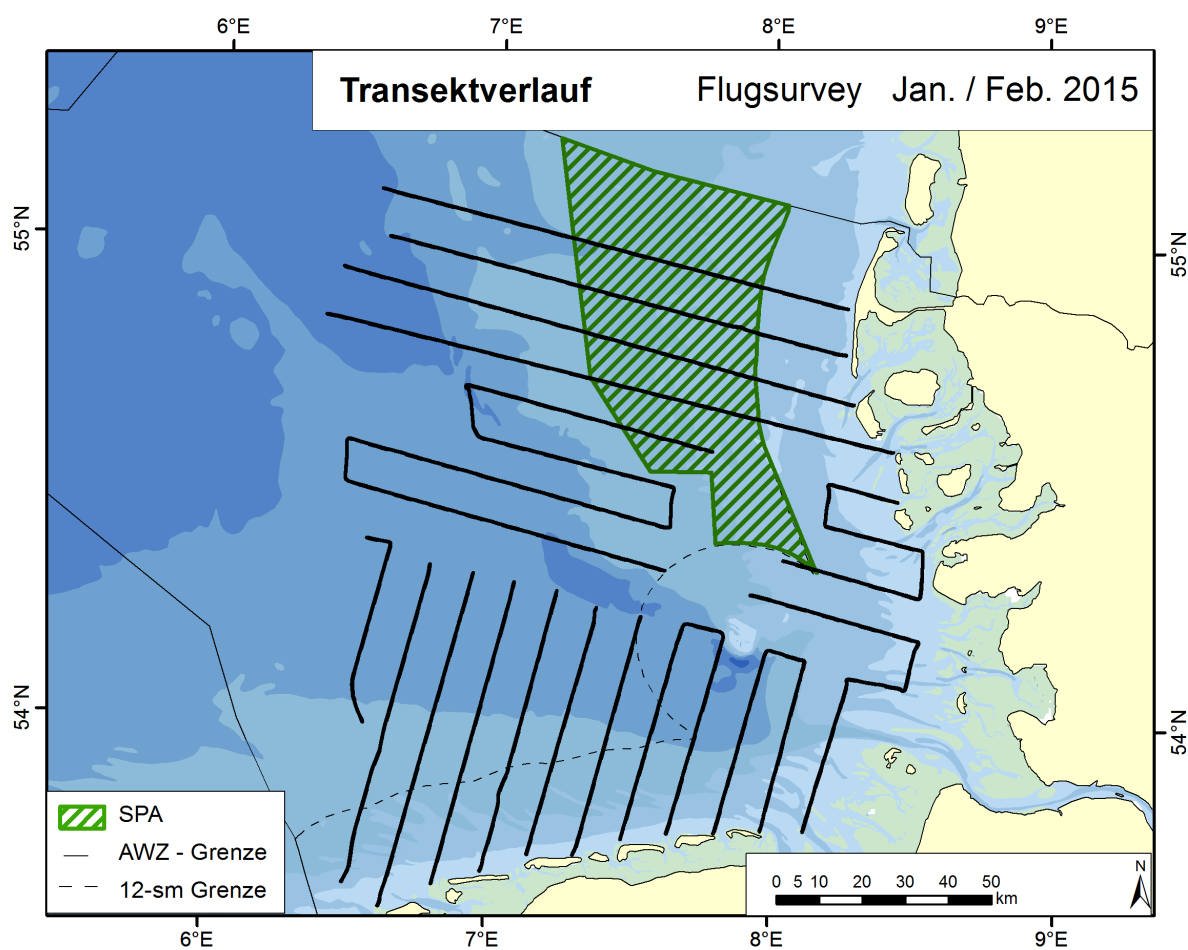 6°E 7°E 8°E 9°E
Transektverlauf Flugsurvey Jan. / Feb. 2015
55°N
55°N
54°N
54°N
SPA
AWZ - Grenze
12-sm Grenze
N
0 5 10 20 30 40 50
km
6°E 7°E 8°E 9°E